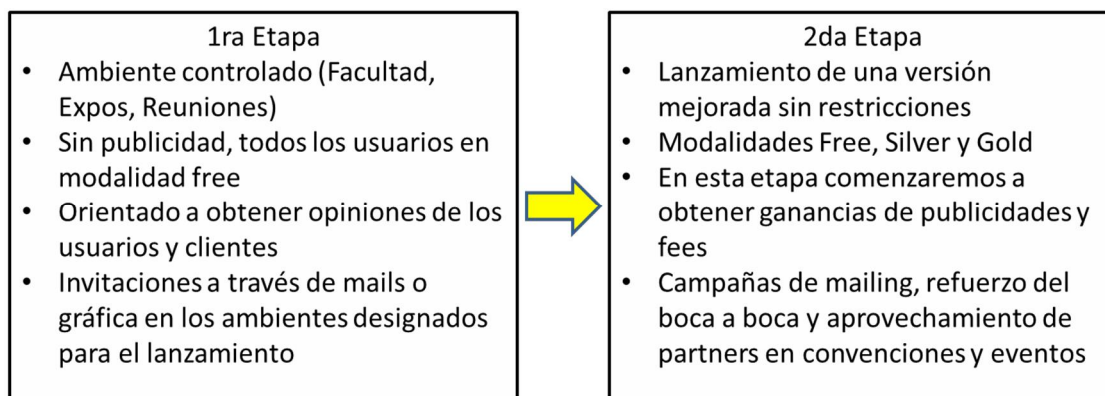 1ra Etapa
• Ambiente controlado (Facultad,
Expos, Reuniones)
• Sin publicidad, todos los usuarios en
modalidad free
• Orientado a obtener opiniones de los
usuarios y clientes
• Invitaciones a través de mails o
gráfica en los ambientes designados
para el lanzamiento
2da Etapa
• Lanzamiento de una versión
mejorada sin restricciones
• Modalidades Free, Silver y Gold
• En esta etapa comenzaremos a
obtener ganancias de publicidades y
fees
• Campañas de mailing, refuerzo del
boca a boca y aprovechamiento de
partners en convenciones y eventos